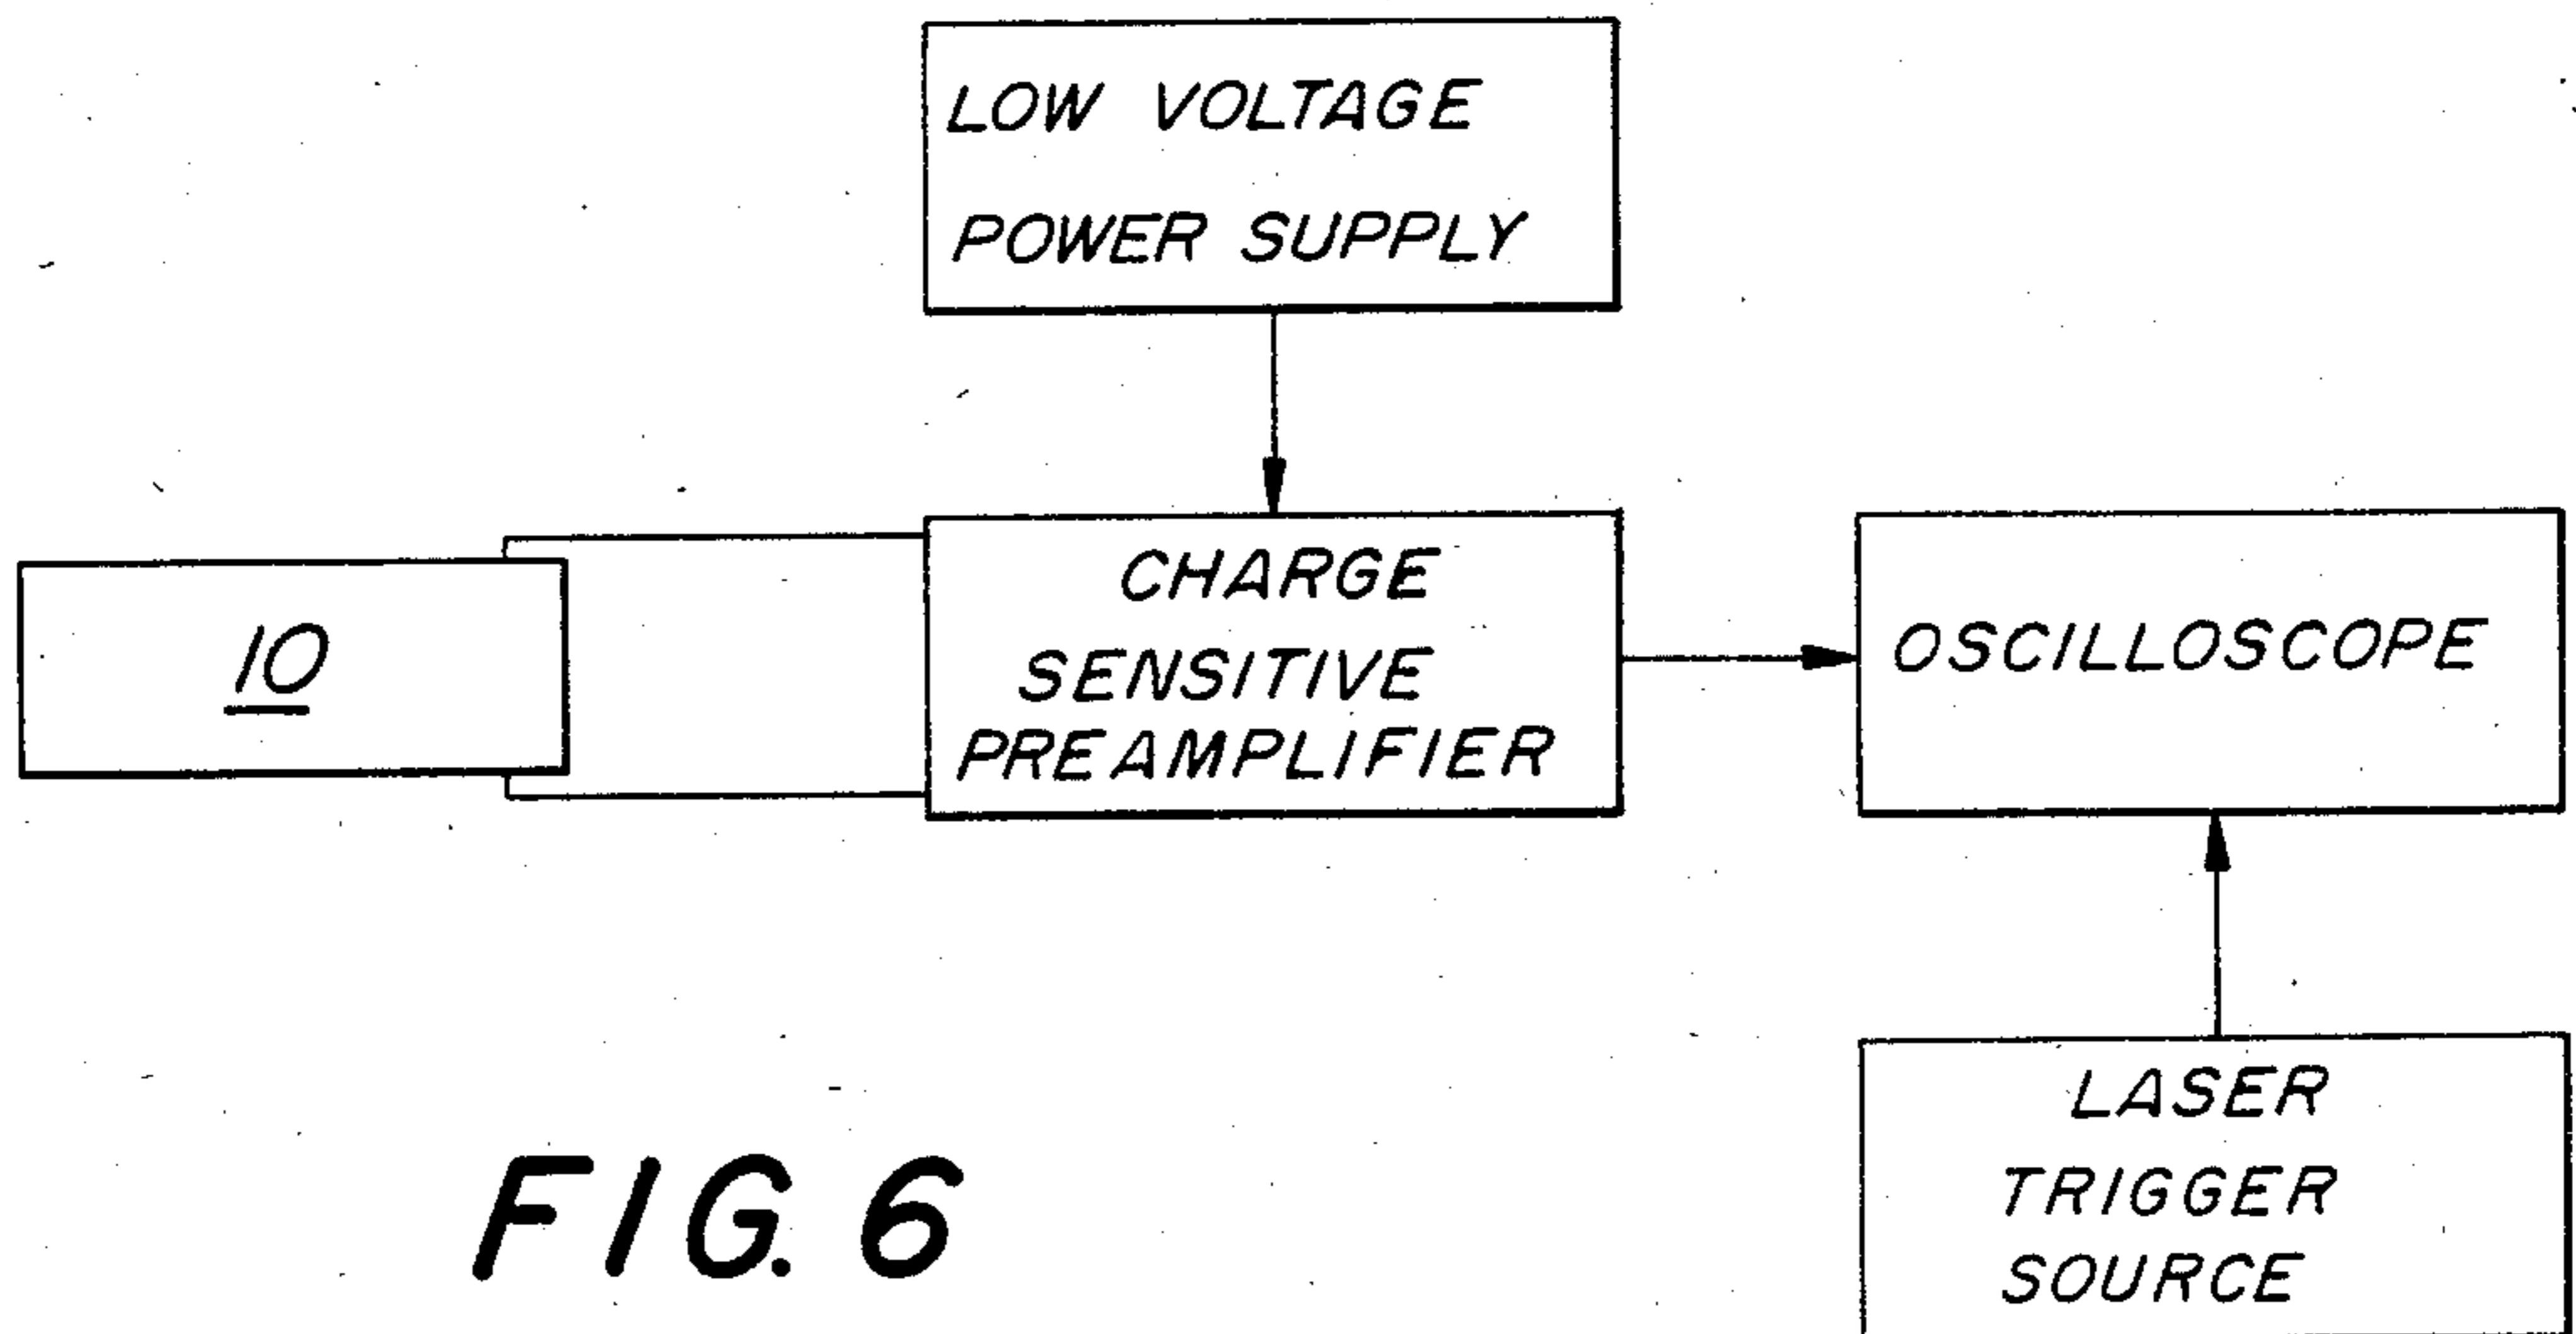 LOW VOLTAGE
POWER SUPPLY
10
CHARGE
SENSITIVE
PREAMPLIFIER
OSCILLOSCOPE
LASER
TRIGGER
SOURCE
FIG. 6